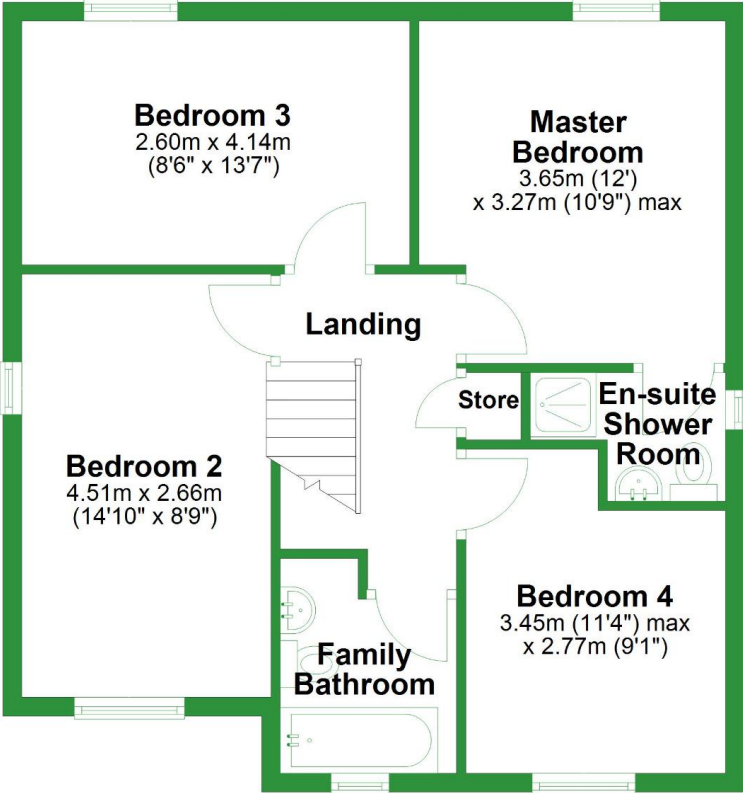 Bedroom 3
2.60m x 4.14m
(8'6" x 13'7")
Master
Bedroom
3.65m (12')
x 3.27m (10'9") max
Landing
Store
En-suite
Shower
Room
Bedroom 2
4.51m x 2.66m
(14'10" x 8'9")
Bedroom 4
3.45m (11'4") max
x 2.77m (9'1")
Family
Bathroom